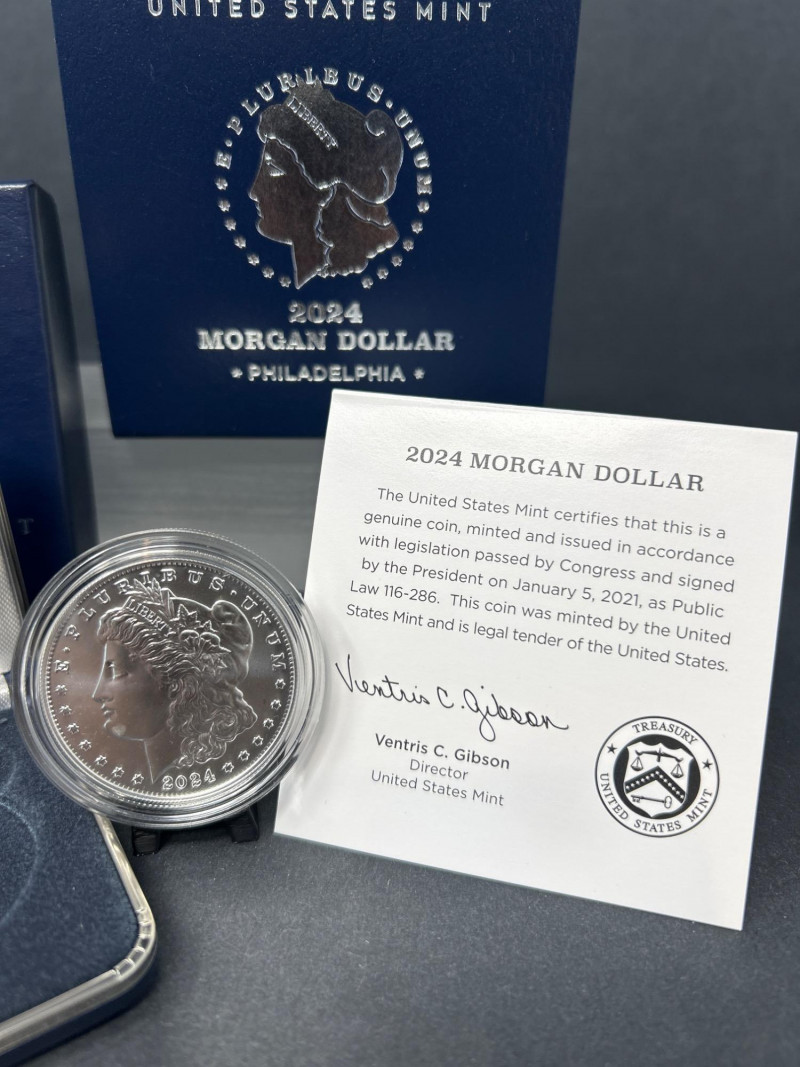 UNITED STATES MINT
E · PLURIBUS · UNUM
LIBERTY
2024
MORGAN DOLLAR
* PHILADELPHIA *
T
E · PLURIBUS · UNUM
LIBERTY
2024
2024 MORGAN DOLLAR
The United States Mint certifies that this is a
genuine coin, minted and issued in accordance
with legislation passed by Congress and signed
by the President on January 5, 2021, as Public
Law 116-286. This coin was minted by the United
States Mint and is legal tender of the United States.
Ventris C. Gibson
Ventris C. Gibson
Director
United States Mint
TREASURY
UNITED STATES MINT